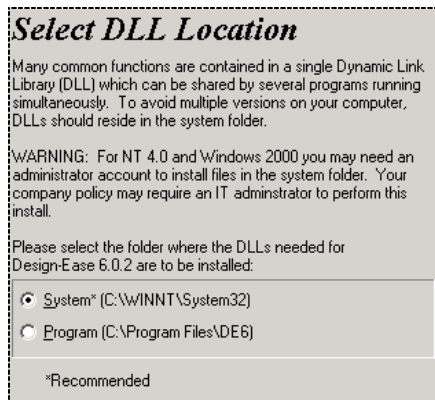 Select DLL Location
Many common functions are contained in a single Dynamic Link
Library (DLL) which can be shared by several programs running
simultaneously. To avoid multiple versions on your computer,
DLLs should reside in the system folder.
WARNING: For NT 4.0 and Windows 2000 you may need an
administrator account to install files in the system folder. Your
company policy may require an IT adminstrator to perform this
install.
Please select the folder where the DLLs needed for
Design-Ease 6.0.2 are to be installed:
System* (C:\WINNT\System32)
Program (C:\Program Files\DE6)
*Recommended